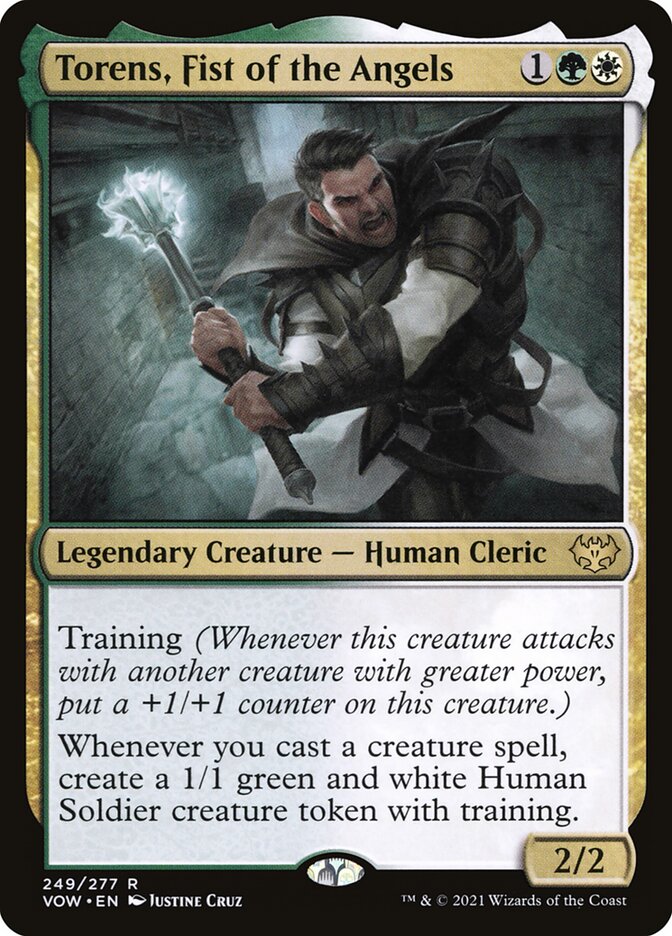 Torens, Fist of the Angels 1
Legendary Creature — Human Cleric
Training (Whenever this creature attacks
with another creature with greater power,
put a +1/+1 counter on this creature.)
Whenever you cast a creature spell,
create a 1/1 green and white Human
Soldier creature token with training.
2/2
249/277 R
VOW • EN Justine Cruz
™ & © 2021 Wizards of the Coast